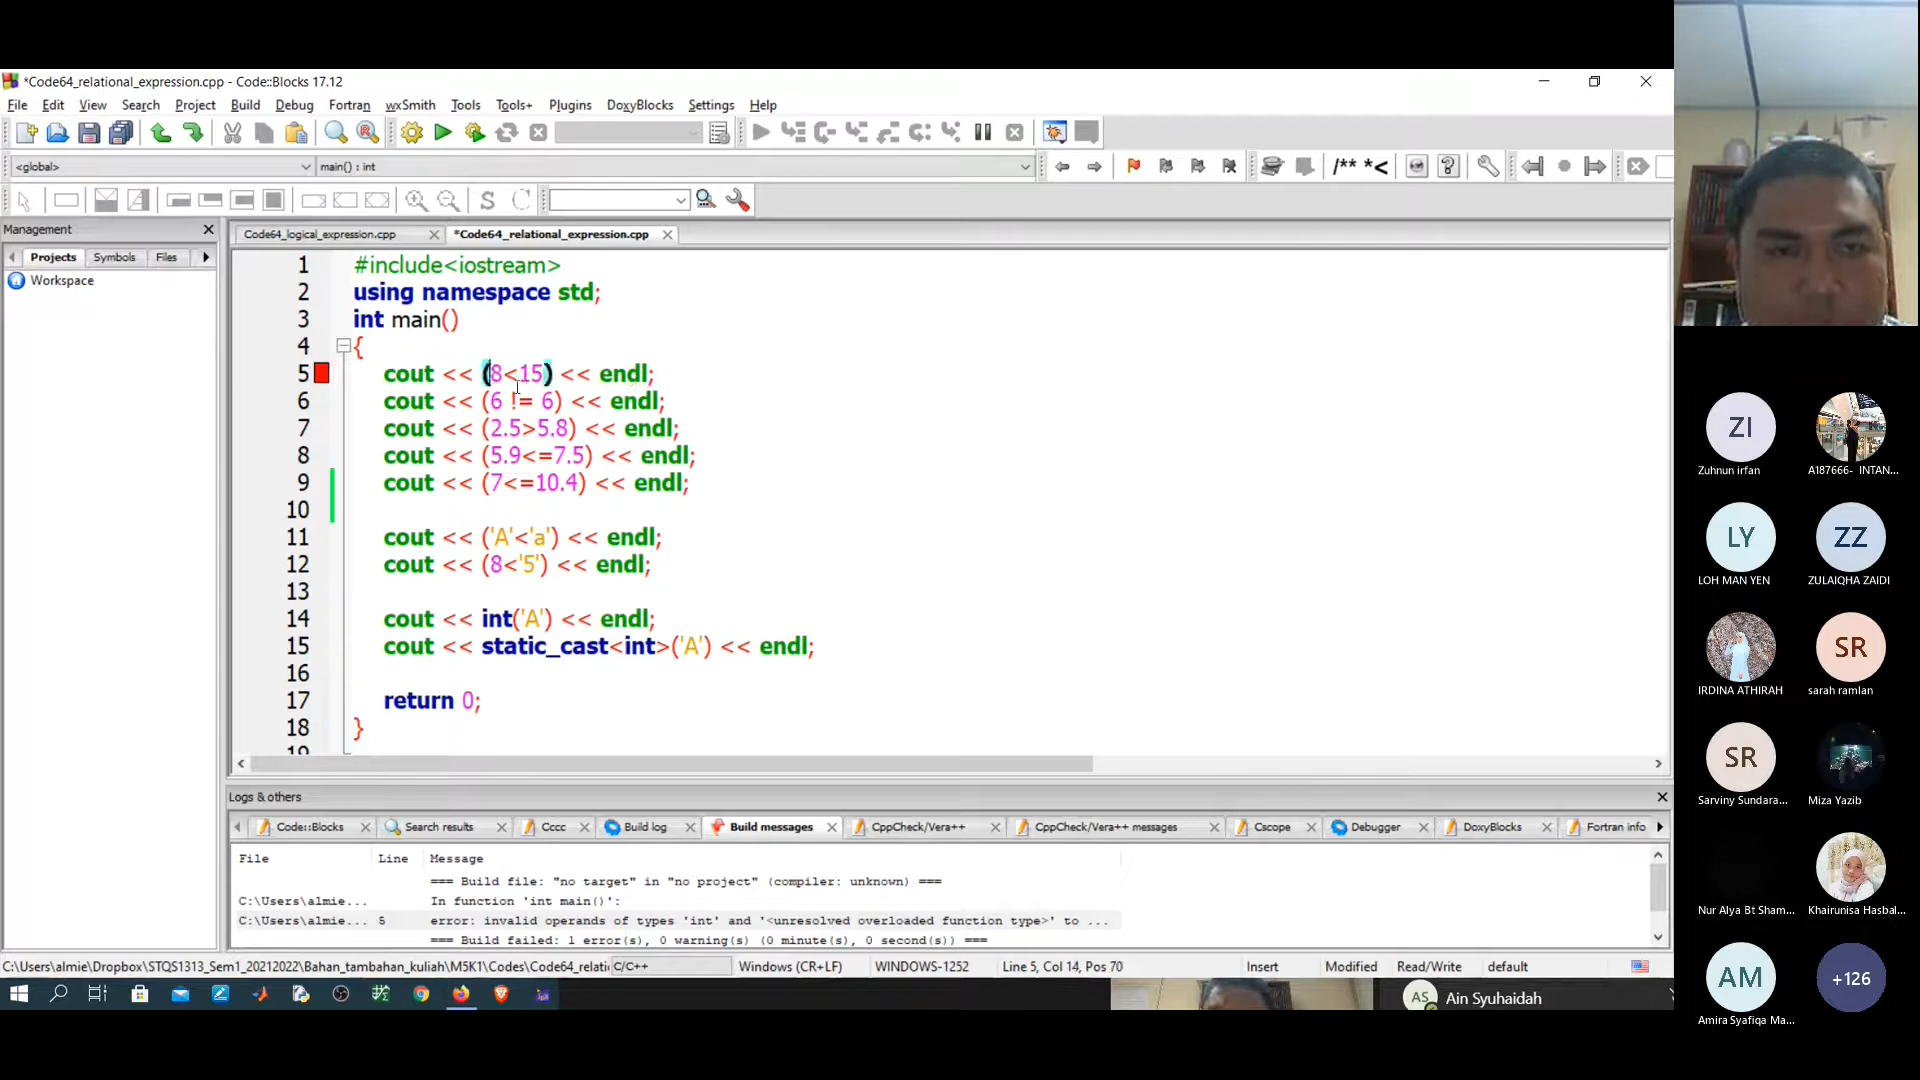 *Code64_relational_expression.cpp - Code::Blocks 17.12
File Edit View Search Project Build Debug Fortran wxSmith Tools Tools+ Plugins DoxyBlocks Settings Help
<global> main() : int
/** *<
S
Management
Code64_logical_expression.cpp *Code64_relational_expression.cpp
Projects Symbols Files
Workspace
1 #include<iostream>
2 using namespace std;
3 int main()
4 {
5 cout << (8<15) << endl;
6 cout << (6 != 6) << endl;
7 cout << (2.5>5.8) << endl;
8 cout << (5.9<=7.5) << endl;
9 cout << (7<=10.4) << endl;
10
11 cout << ('A'<'a') << endl;
12 cout << (8<'5') << endl;
13
14 cout << int('A') << endl;
15 cout << static_cast<int>('A') << endl;
16
17 return 0;
18 }
19
Logs & others
Code::Blocks Search results Cccc Build log Build messages CppCheck/Vera++ CppCheck/Vera++ messages Cscope Debugger DoxyBlocks Fortran info
File Line Message
=== Build file: "no target" in "no project" (compiler: unknown) ===
C:\Users\almie... In function 'int main()':
C:\Users\almie... 5 error: invalid operands of types 'int' and '<unresolved overloaded function type>' to ...
=== Build failed: 1 error(s), 0 warning(s) (0 minute(s), 0 second(s)) ===
C:\Users\almie\Dropbox\STQS1313_Sem1_20212022\Bahan_tambahan_kuliah\M5K1\Codes\Code64_relati C/C++ Windows (CR+LF) WINDOWS-1252 Line 5, Col 14, Pos 70 Insert Modified Read/Write default
AS Ain Syuhaidah
ZI
Zuhnun irfan A187666- INTAN...
LY ZZ
LOH MAN YEN ZULAIQHA ZAIDI
SR
IRDINA ATHIRAH sarah ramlan
SR
Sarviny Sundara... Miza Yazib
Nur Alya Bt Sham... Khairunisa Hasbal...
AM +126
Amira Syafiqa Ma...